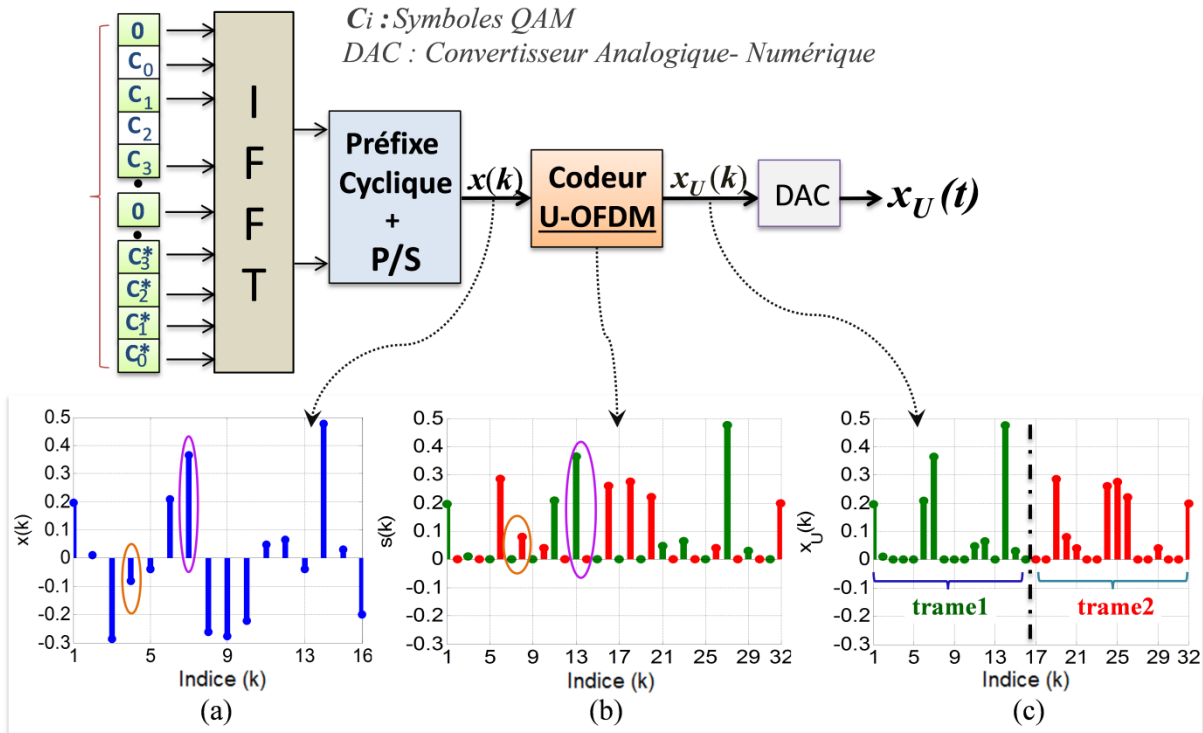 Ci : Symboles QAM
DAC : Convertisseur Analogique- Numérique
0
C0
C1
C2
C3
0
C3*
C2*
C1*
C0*
I
F
F
T
Préfixe
Cyclique
+
P/S
x(k)
Codeur
U-OFDM
xU(k)
DAC
xU(t)
x(k)
0.5
0.4
0.3
0.2
0.1
0
-0.1
-0.2
-0.3
1 5 9 13 16
Indice (k)
(a)
s(k)
0.5
0.4
0.3
0.2
0.1
0
-0.1
-0.2
-0.3
1 5 9 13 17 21 25 29 32
Indice (k)
(b)
xU(k)
0.5
0.4
0.3
0.2
0.1
0
-0.1
-0.2
-0.3
trame1 trame2
1 5 9 13 17 21 25 29 32
Indice (k)
(c)